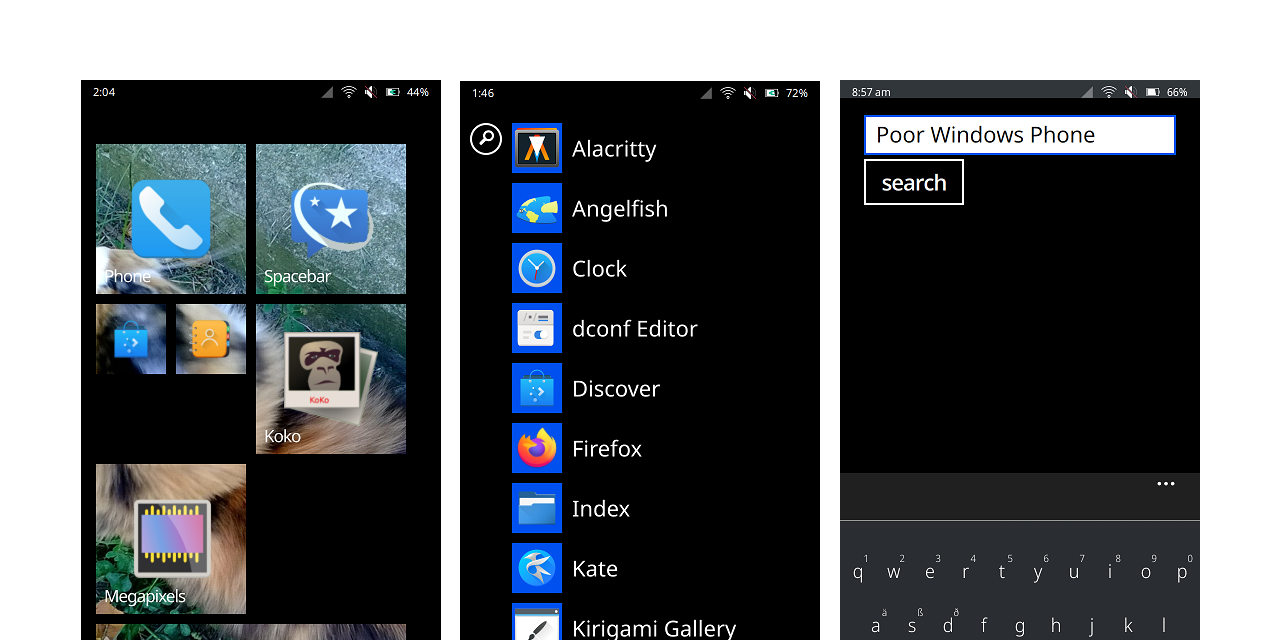 2:04
44%
Phone
Spacebar
KoKo
Koko
Megapixels
1:46
72%
Alacritty
Angelfish
Clock
dconf Editor
Discover
Firefox
Index
Kate
Kirigami Gallery
8:57 am
66%
Poor Windows Phone
search
...
1 2 3 4 5 6 7 8 9 0
q w e r t y u i o p
ä ß ð
a s d f g h j k l